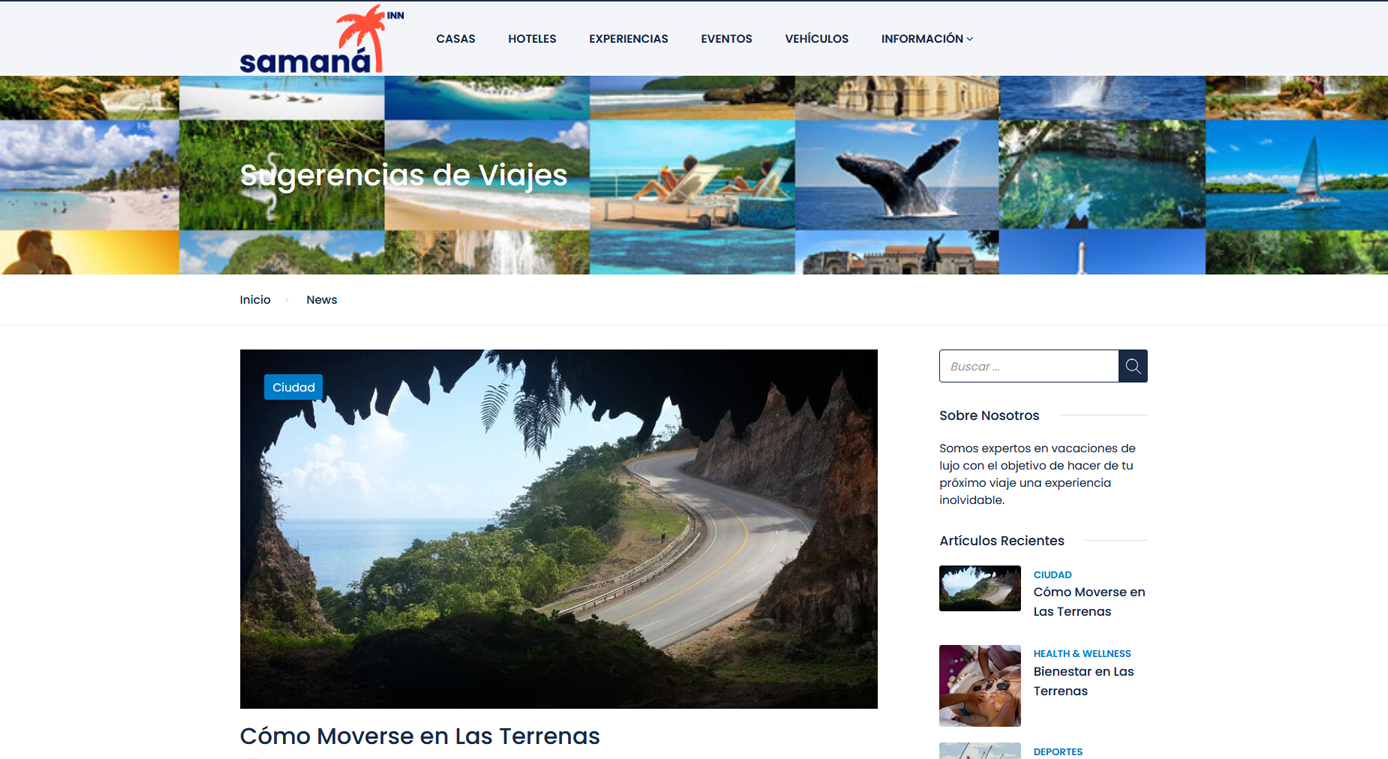 INN
samaná
CASAS HOTELES EXPERIENCIAS EVENTOS VEHÍCULOS INFORMACIÓN
Sugerencias de Viajes
Inicio News
Ciudad
Cómo Moverse en Las Terrenas
Buscar ...
Sobre Nosotros
Somos expertos en vacaciones de
lujo con el objetivo de hacer de tu
próximo viaje una experiencia
inolvidable.
Artículos Recientes
CIUDAD
Cómo Moverse en
Las Terrenas
HEALTH & WELLNESS
Bienestar en Las
Terrenas
DEPORTES